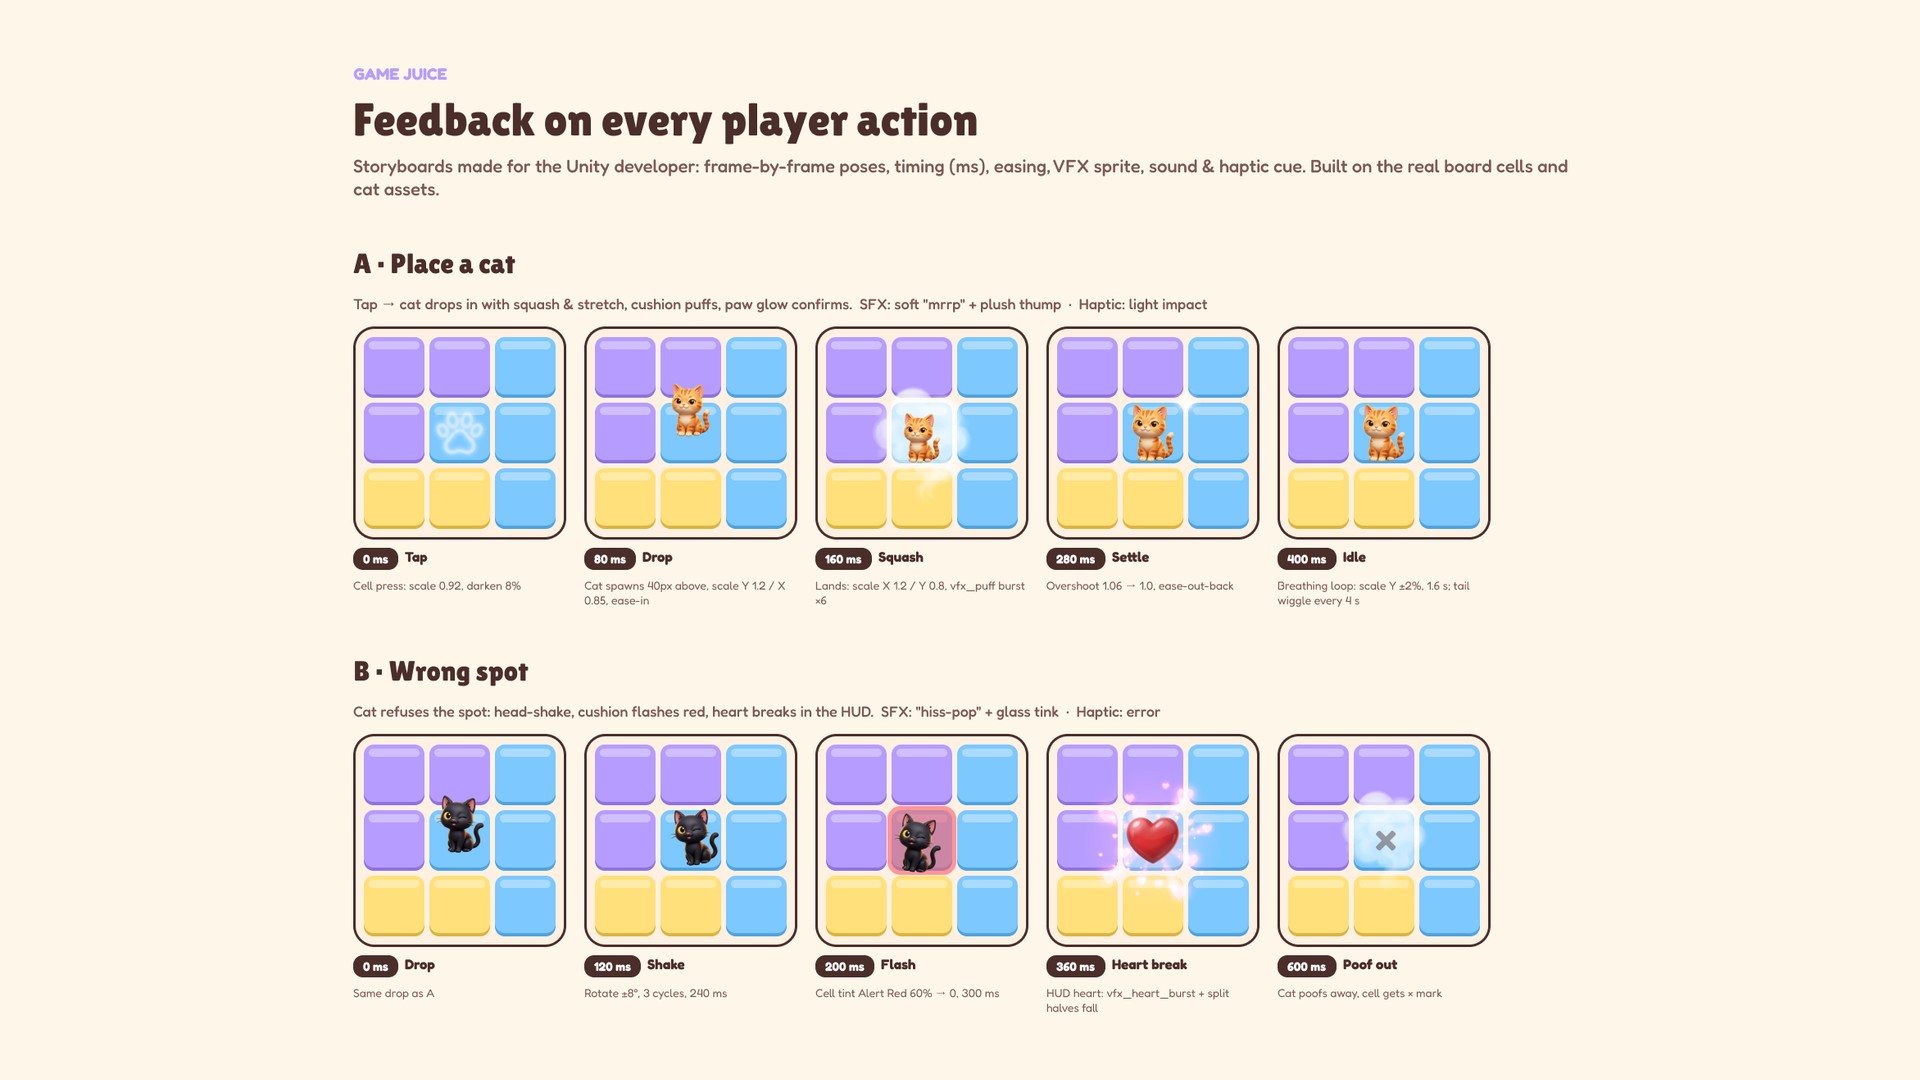 GAME JUICE
Feedback on every player action
Storyboards made for the Unity developer: frame-by-frame poses, timing (ms), easing, VFX sprite, sound & haptic cue. Built on the real board cells and
cat assets.
A · Place a cat
Tap → cat drops in with squash & stretch, cushion puffs, paw glow confirms. SFX: soft "mrrp" + plush thump · Haptic: light impact
0 ms Tap
Cell press: scale 0.92, darken 8%
80 ms Drop
Cat spawns 40px above, scale Y 1.2 / X
0.85, ease-in
160 ms Squash
Lands: scale X 1.2 / Y 0.8, vfx_puff burst
×6
280 ms Settle
Overshoot 1.06 → 1.0, ease-out-back
400 ms Idle
Breathing loop: scale Y ±2%, 1.6 s; tail
wiggle every 4 s
B · Wrong spot
Cat refuses the spot: head-shake, cushion flashes red, heart breaks in the HUD. SFX: "hiss-pop" + glass tink · Haptic: error
0 ms Drop
Same drop as A
120 ms Shake
Rotate ±8°, 3 cycles, 240 ms
200 ms Flash
Cell tint Alert Red 60% → 0, 300 ms
360 ms Heart break
HUD heart: vfx_heart_burst + split
halves fall
600 ms Poof out
Cat poofs away, cell gets × mark